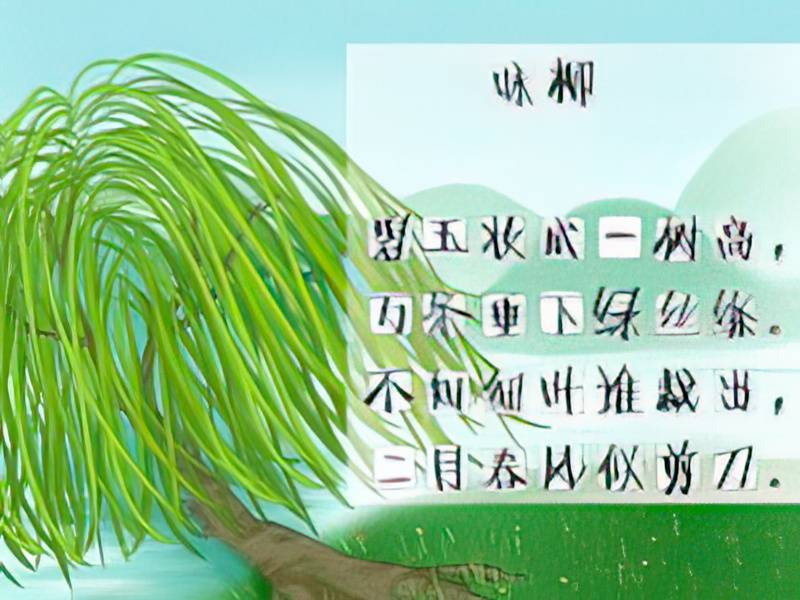 咏柳
碧玉妆成一树高，
万条垂下绿丝绦。
不知细叶谁裁出，
二月春风似剪刀。